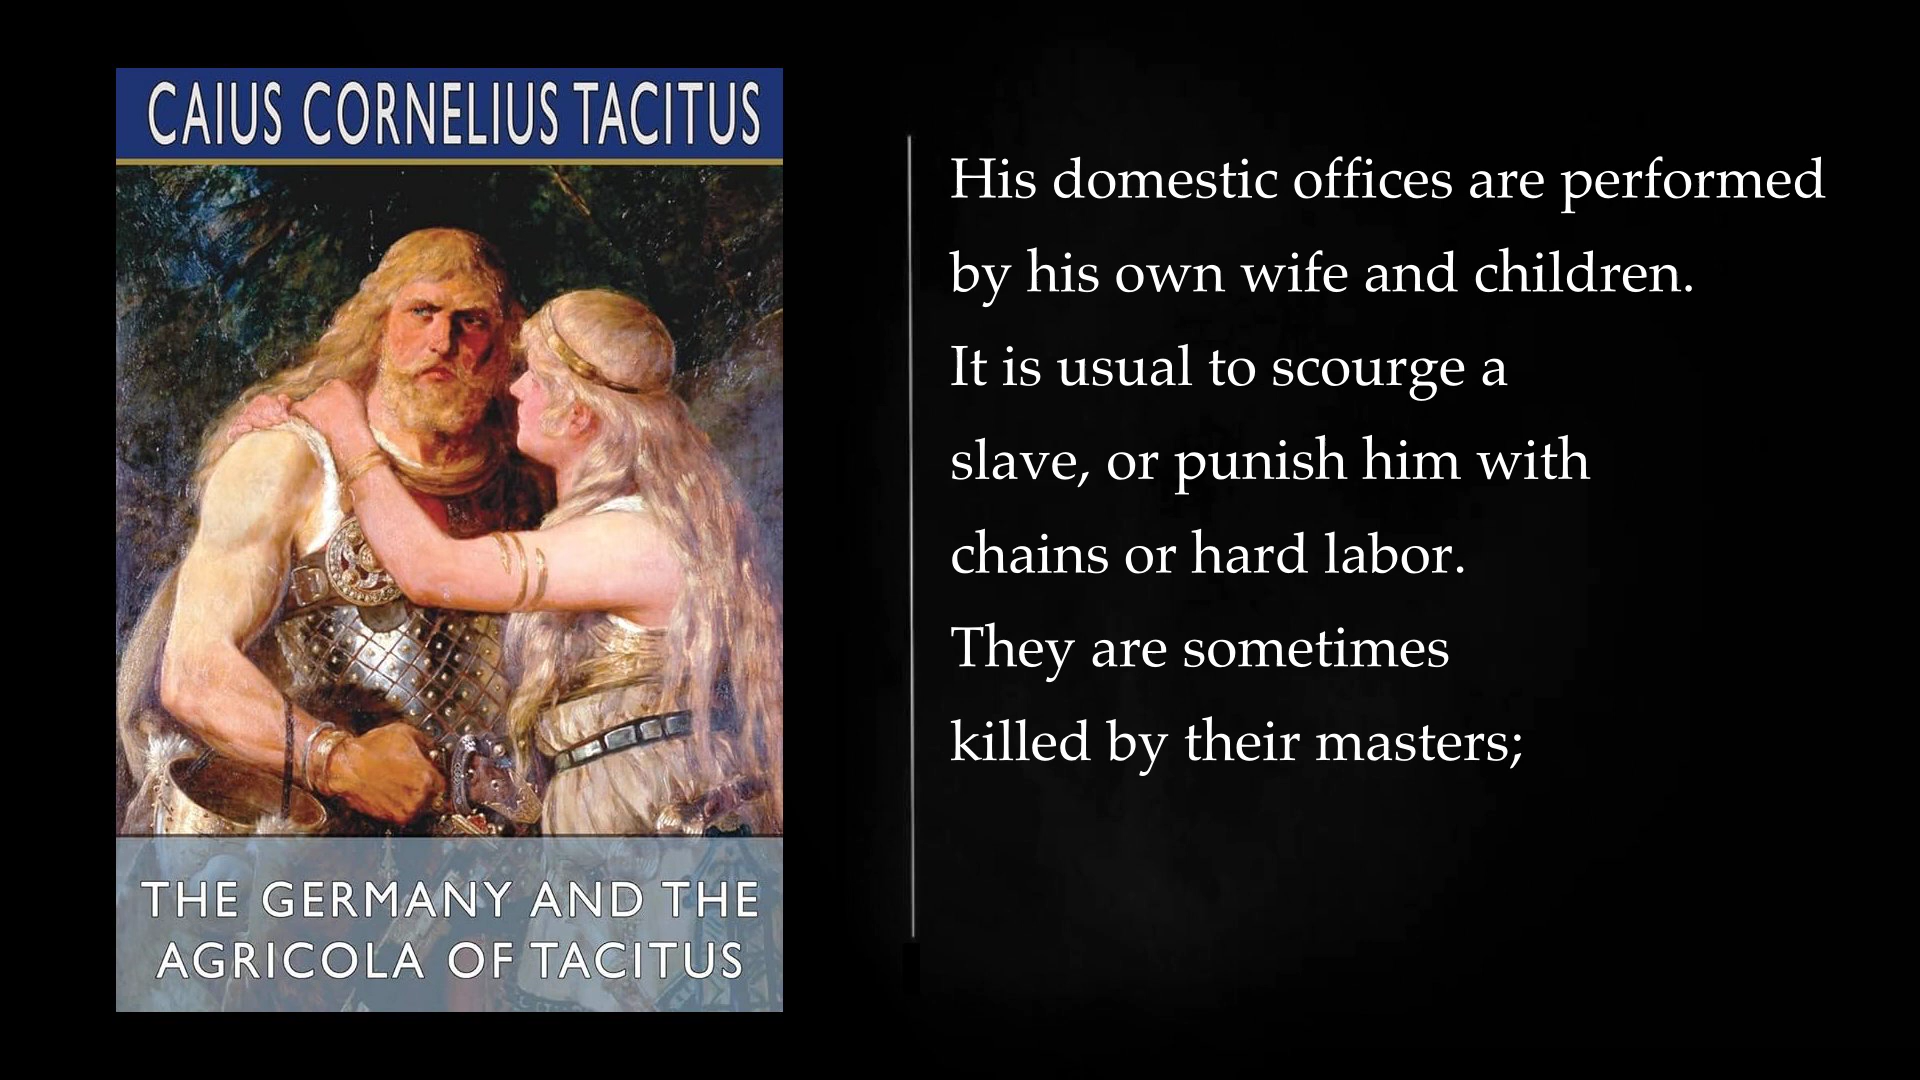 CAIUS CORNELIUS TACITUS
THE GERMANY AND THE
AGRICOLA OF TACITUS
His domestic offices are performed
by his own wife and children.
It is usual to scourge a
slave, or punish him with
chains or hard labor.
They are sometimes
killed by their masters;